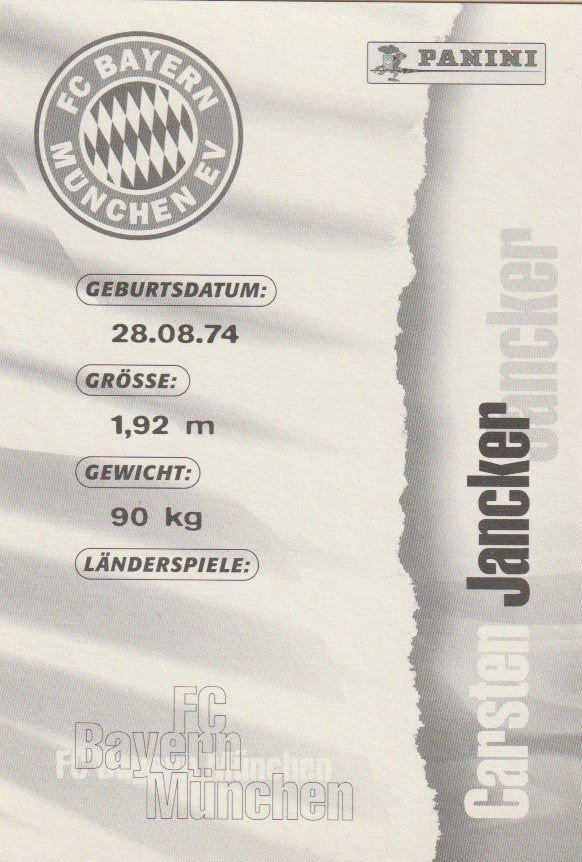 FC BAYERN
MÜNCHEN EV
PANINI
GEBURTSDATUM:
28.08.74
GRÖSSE:
1,92 m
GEWICHT:
90 kg
LÄNDERSPIELE:
FC
Bayern
München
FC Bayern München
Carsten Jancker
Jancker